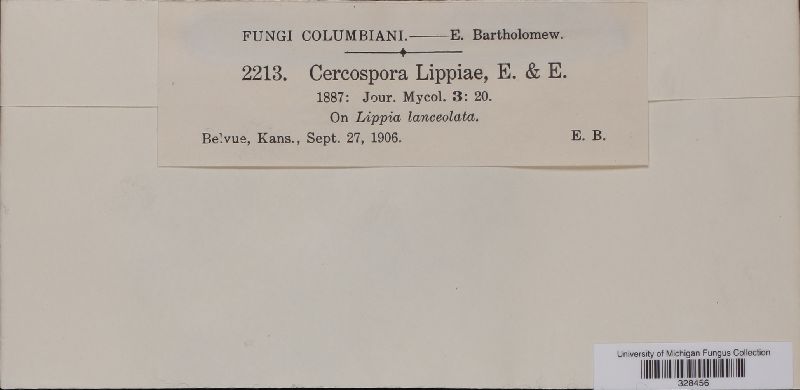 FUNGI COLUMBIANI.—E. Bartholomew.
2213. Cercospora Lippiae, E. & E.
1887: Jour. Mycol. 3: 20.
On Lippia lanceolata.
Belvue, Kans., Sept. 27, 1906. E. B.
University of Michigan Fungus Collection
328456